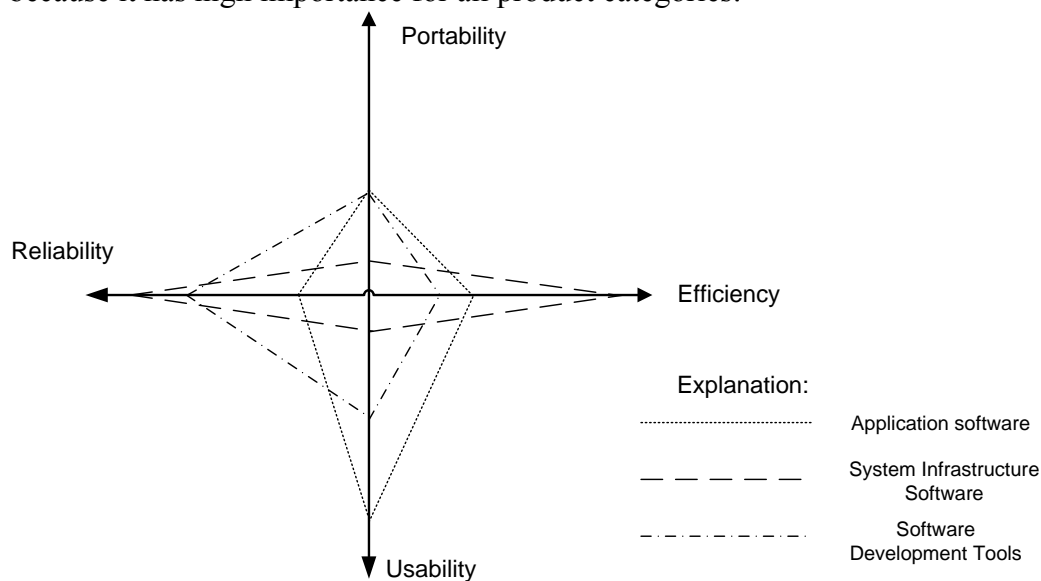 because it has high importance for all product categories.
Portability
Reliability
Efficiency
Explanation:
Application software
System Infrastructure
Software
Software
Development Tools
Usability